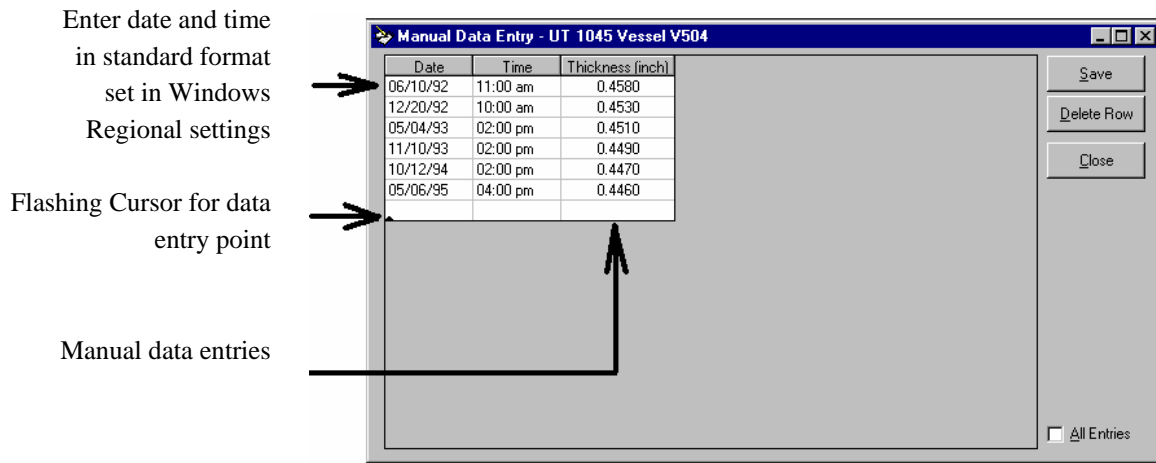 Enter date and time
in standard format
set in Windows
Regional settings
Flashing Cursor for data
entry point
Manual data entries
Manual Data Entry - UT 1045 Vessel V504
Date Time Thickness (inch)
06/10/92 11:00 am 0.4580
12/20/92 10:00 am 0.4530
05/04/93 02:00 pm 0.4510
11/10/93 02:00 pm 0.4490
10/12/94 02:00 pm 0.4470
05/06/95 04:00 pm 0.4460
Save
Delete Row
Close
All Entries